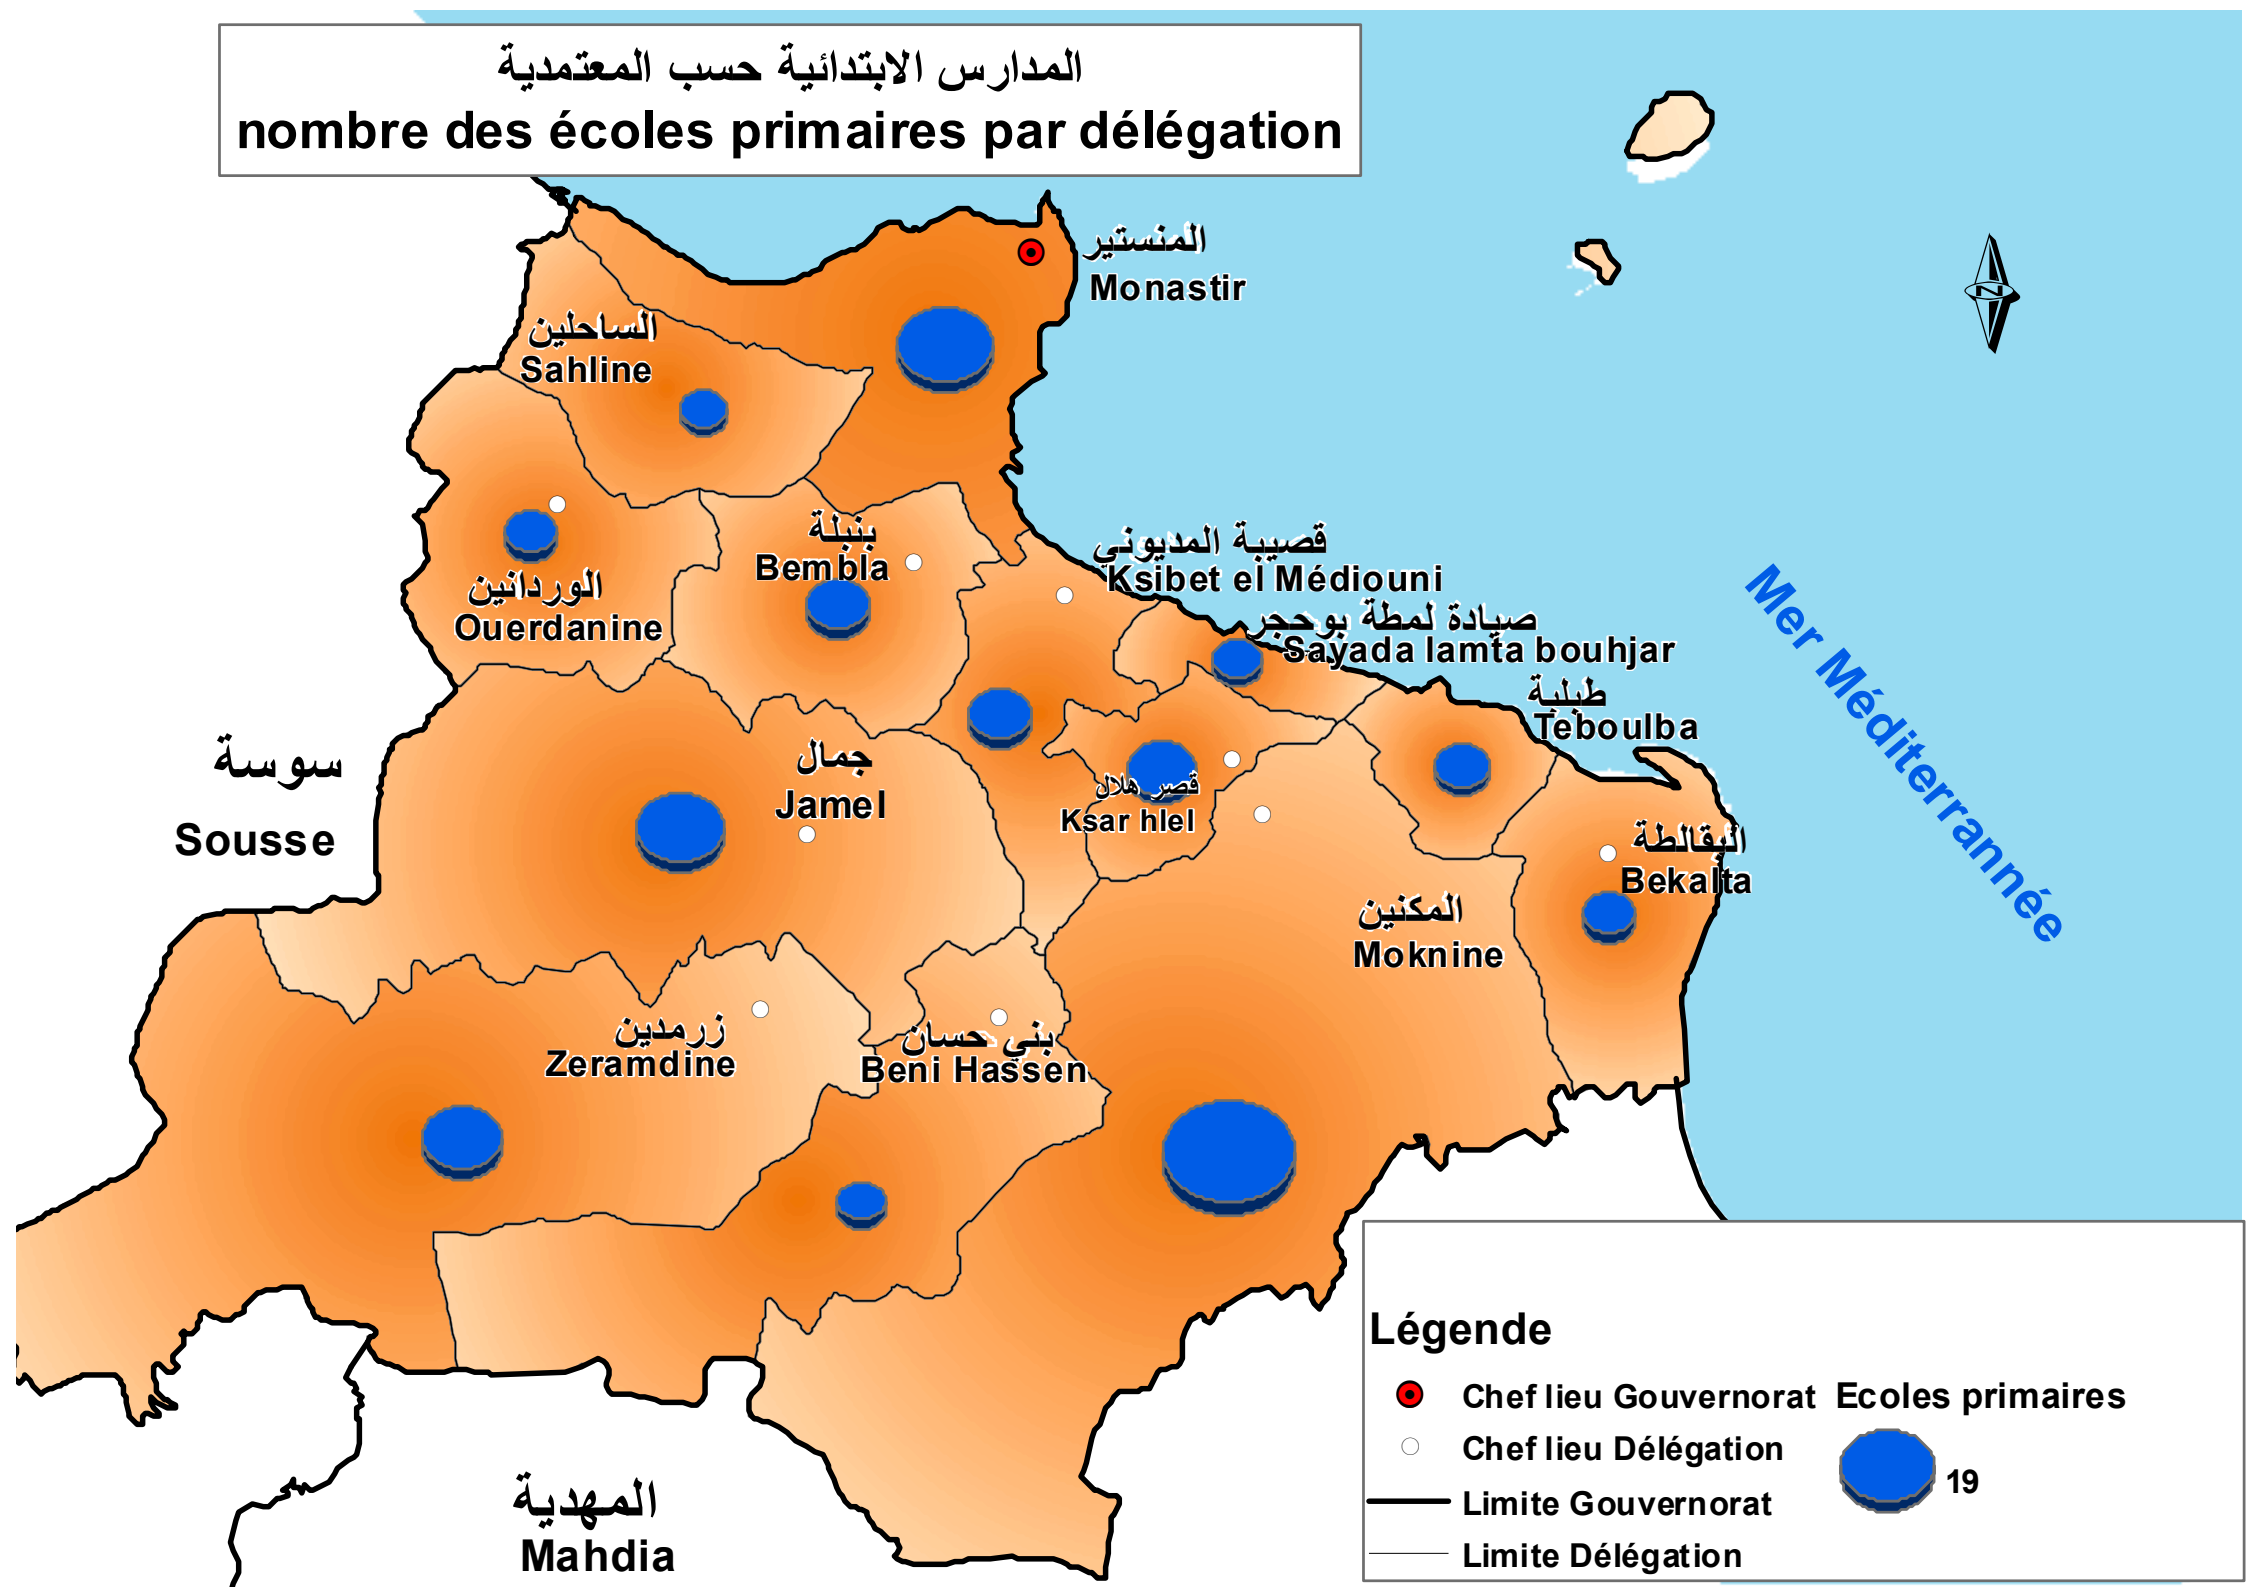 المدارس الابتدائية حسب المعتمدية
nombre des écoles primaires par délégation
المنستير
Monastir
N
الساحلين
Sahline
بنبلة
Bembla
قصيبة المديوني
Ksibet el Médiouni
الوردانين
Ouerdanine
صيادة لمطة بوحجر
Sayada lamta bouhjar
طبلبة
Teboulba
Mer Méditerrannée
سوسة
Sousse
جمال
Jamel
قصر هلال
Ksar hlel
البقالطة
Bekalta
المكنين
Moknine
زرمدين
Zeramdine
بني حسان
Beni Hassen
المهدية
Mahdia
Légende
Chef lieu Gouvernorat
Chef lieu Délégation
Limite Gouvernorat
Limite Délégation
Ecoles primaires
19